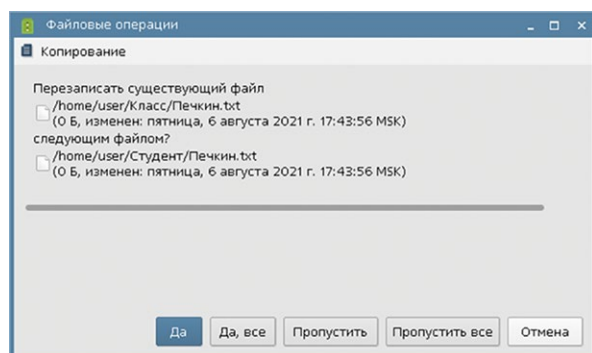 Файловые операции
Копирование
Перезаписать существующий файл
/home/user/Класс/Печкин.txt
(0 Б, изменен: пятница, 6 августа 2021 г. 17:43:56 MSK)
следующим файлом?
/home/user/Студент/Печкин.txt
(0 Б, изменен: пятница, 6 августа 2021 г. 17:43:56 MSK)
Да
Да, все
Пропустить
Пропустить все
Отмена